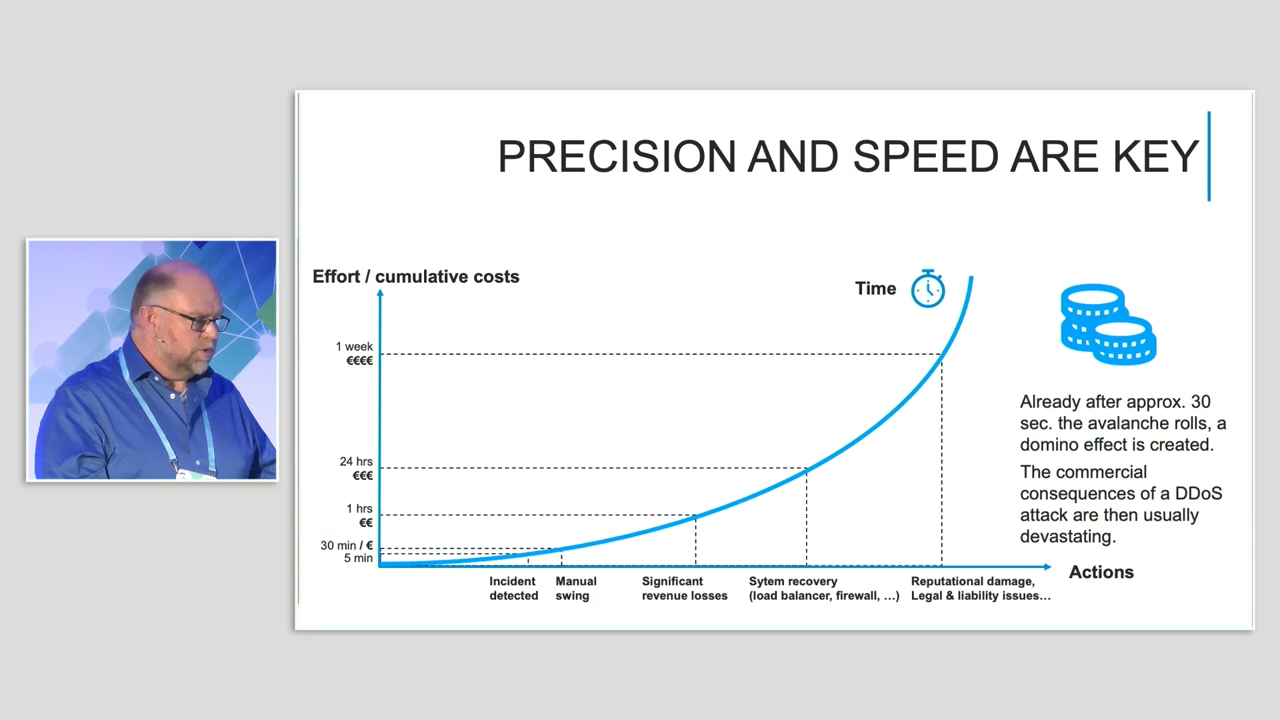 PRECISION AND SPEED ARE KEY
Effort / cumulative costs
Time
1 week
€€€€
24 hrs
€€€
1 hrs
€€
30 min / €
5 min
Incident
detected
Manual
swing
Significant
revenue losses
Sytem recovery
(load balancer, firewall, …)
Reputational damage,
Legal & liability issues…
Actions
Already after approx. 30
sec. the avalanche rolls, a
domino effect is created.
The commercial
consequences of a DDoS
attack are then usually
devastating.